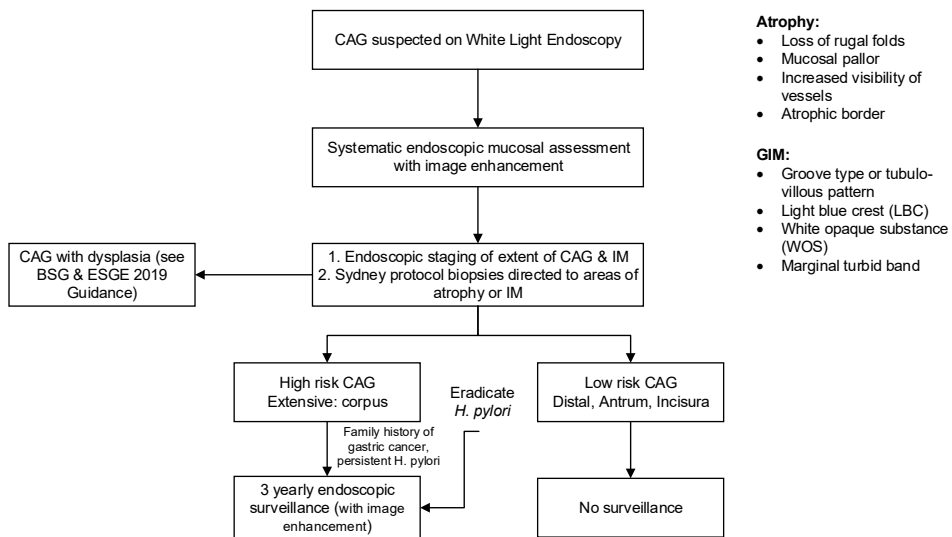 CAG suspected on White Light Endoscopy
Systematic endoscopic mucosal assessment
with image enhancement
CAG with dysplasia (see
BSG & ESGE 2019
Guidance)
1. Endoscopic staging of extent of CAG & IM
2. Sydney protocol biopsies directed to areas of
atrophy or IM
High risk CAG
Extensive: corpus
Eradicate
H. pylori
Low risk CAG
Distal, Antrum, Incisura
Family history of
gastric cancer,
persistent H. pylori
3 yearly endoscopic
surveillance (with image
enhancement)
No surveillance
Atrophy:
• Loss of rugal folds
• Mucosal pallor
• Increased visibility of
vessels
• Atrophic border
GIM:
• Groove type or tubulo-
villous pattern
• Light blue crest (LBC)
• White opaque substance
(WOS)
• Marginal turbid band